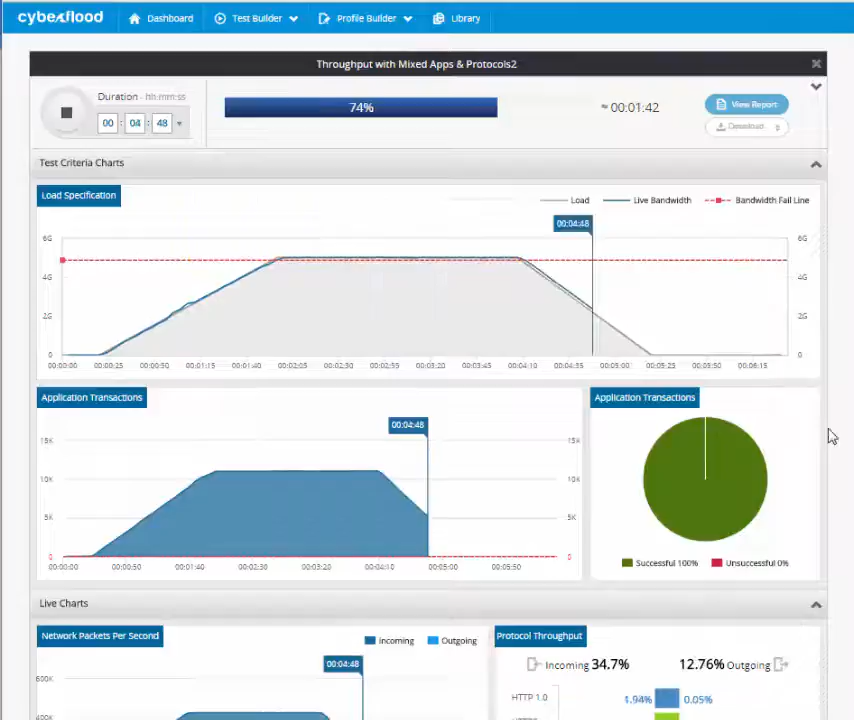 cyberflood Dashboard Test Builder Profile Builder Library
Throughput with Mixed Apps & Protocols2
Duration - hh:mm:ss
00 : 04 : 48
74%
≈ 00:01:42
View Report
Download
Test Criteria Charts
Load Specification
Load Live Bandwidth Bandwidth Fail Line
00:04:48
6G 6G
4G 4G
2G 2G
0 0
00:00:00 00:00:25 00:00:50 00:01:15 00:01:40 00:02:05 00:02:30 00:02:55 00:03:20 00:03:45 00:04:10 00:04:35 00:05:00 00:05:25 00:05:50 00:06:15
Application Transactions
00:04:48
15K 15K
10K 10K
5K 5K
0 0
00:00:00 00:00:50 00:01:40 00:02:30 00:03:20 00:04:10 00:05:00 00:05:50
Application Transactions
Successful 100% Unsuccessful 0%
Live Charts
Network Packets Per Second
Incoming Outgoing
00:04:48
600K
400K
Protocol Throughput
Incoming 34.7% 12.76% Outgoing
HTTP 1.0 1.94% 0.05%